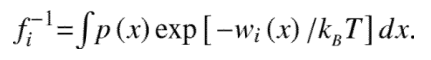 f_i^{-1} = ∫ p(x) exp[−w_i(x)/k_B T] dx.